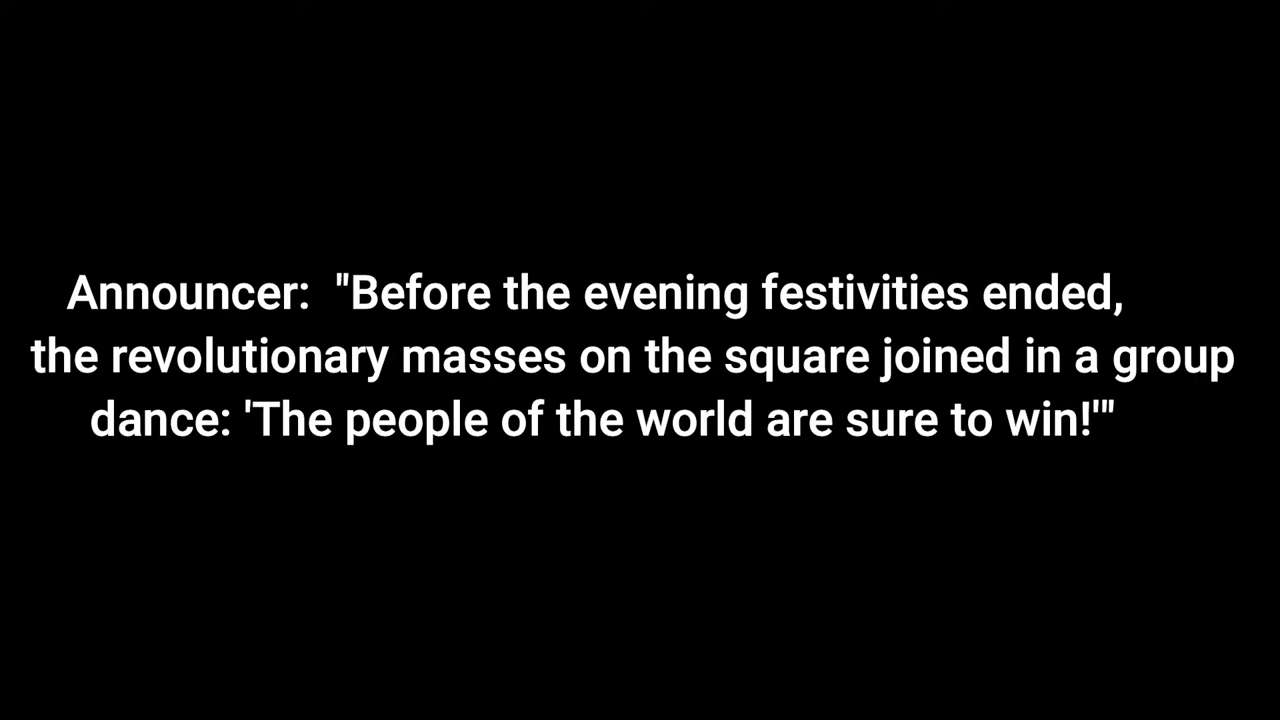 Announcer:  "Before the evening festivities ended,
the revolutionary masses on the square joined in a group
dance: 'The people of the world are sure to win!'"